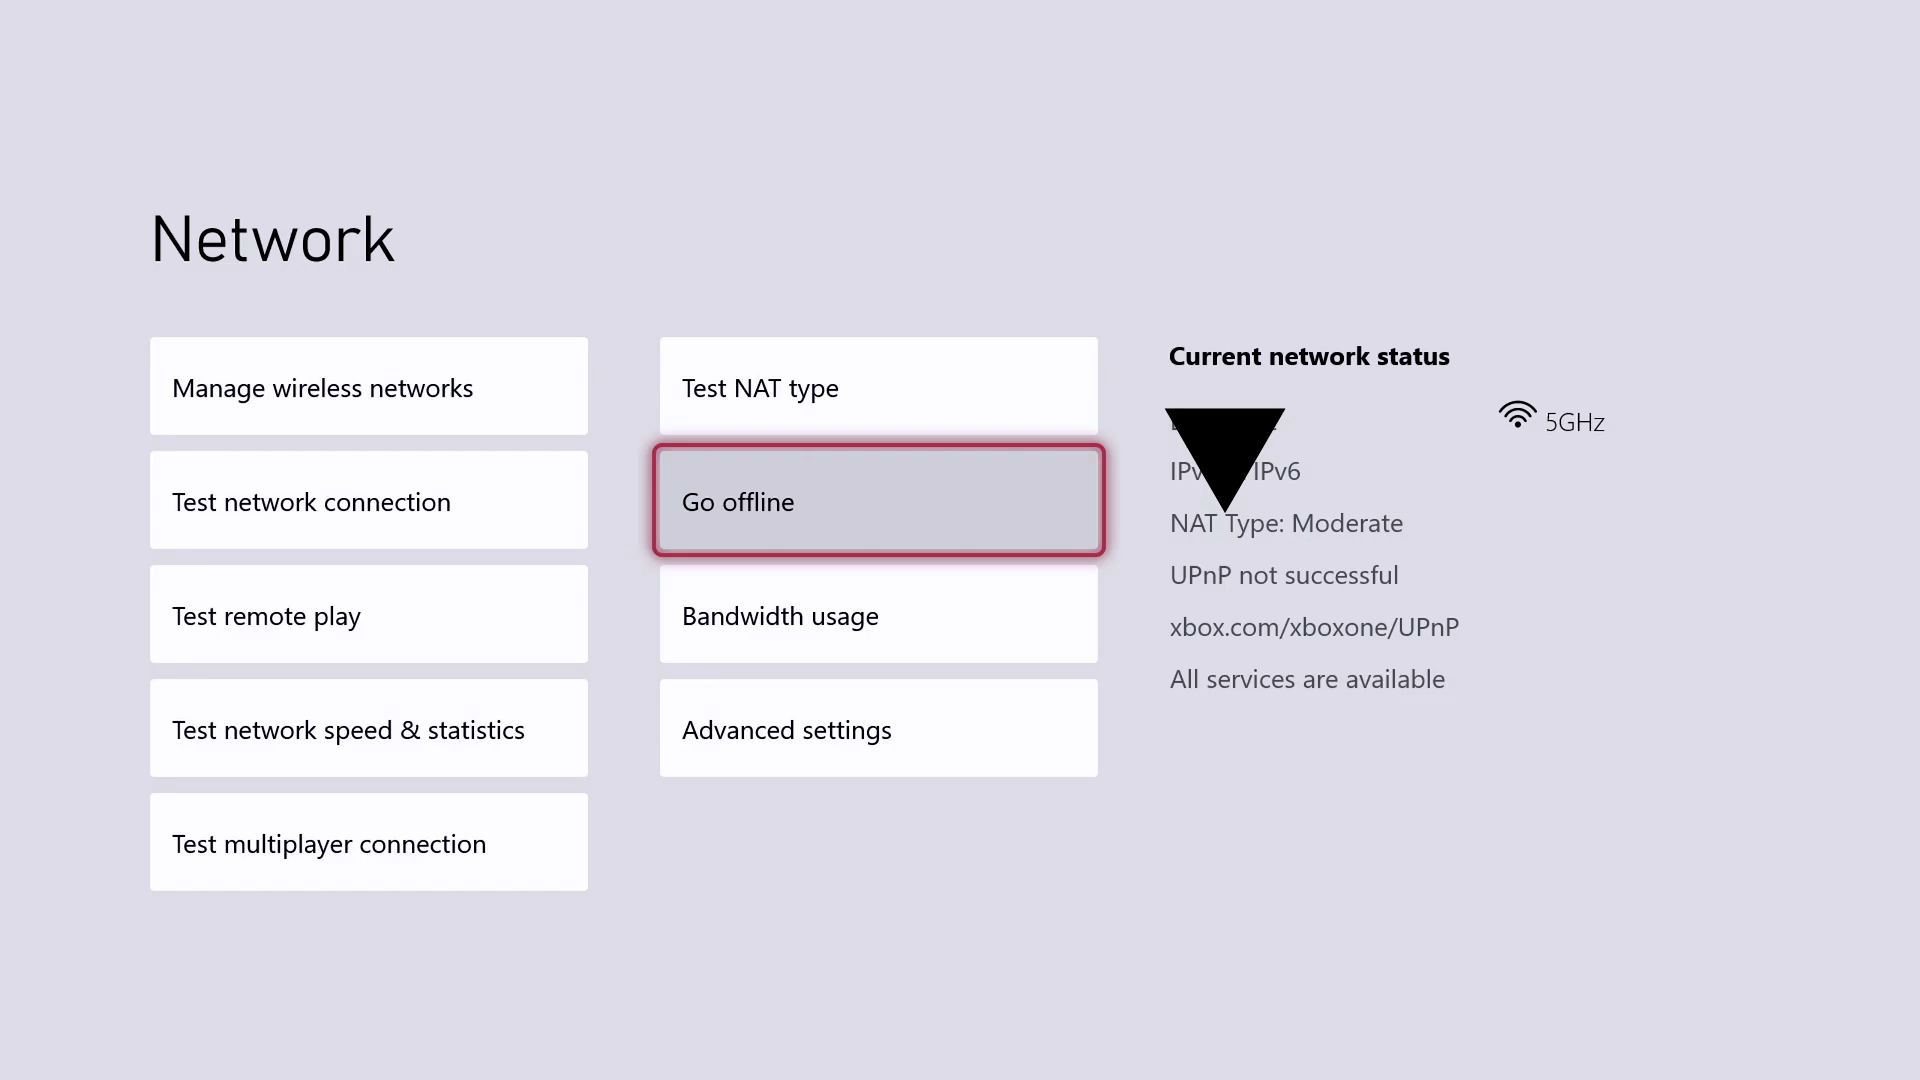 Network
Manage wireless networks
Test network connection
Test remote play
Test network speed & statistics
Test multiplayer connection
Test NAT type
Go offline
Bandwidth usage
Advanced settings
Current network status
5GHz
IPv6
NAT Type: Moderate
UPnP not successful
xbox.com/xboxone/UPnP
All services are available